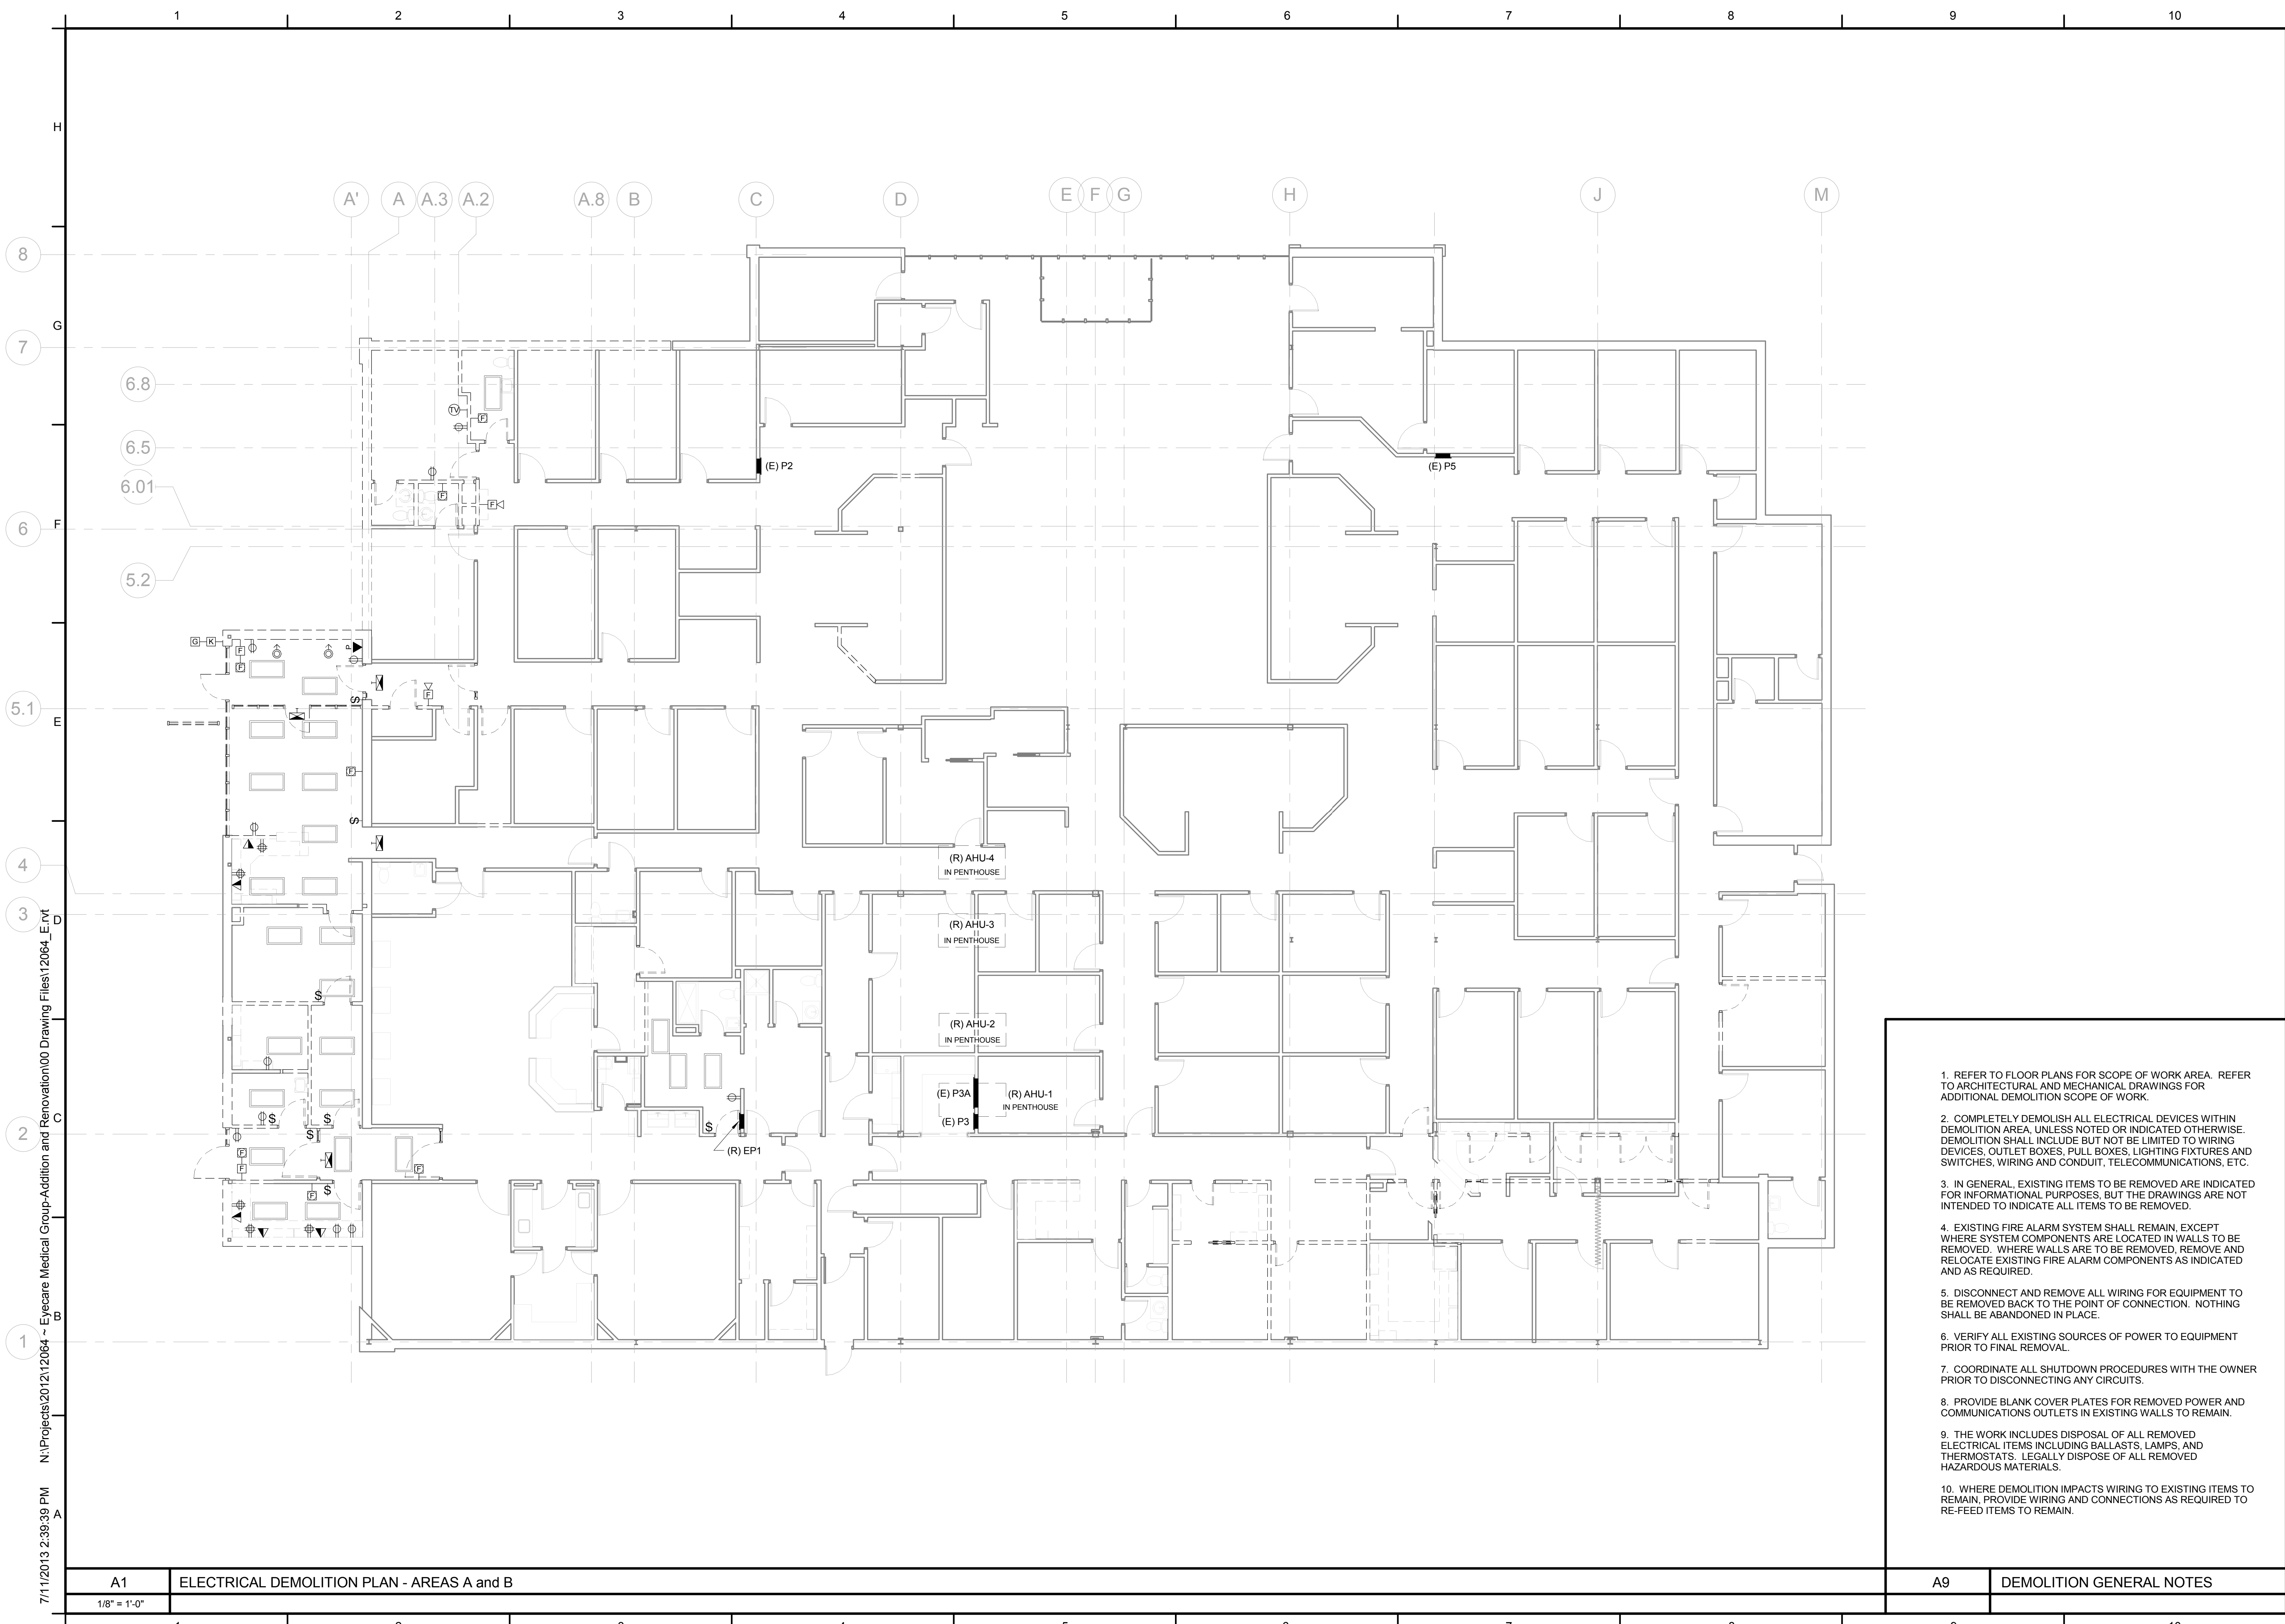 1 2 3 4 5 6 7 8 9 10
H
G
F
E
D
C
B
A
A' A A.3 A.2 A.8 B C D E F G H J M
8
7
6.8
6.5
6.01
6
5.2
5.1
4
3
2
1
TV
F
F
F
(E) P2
(E) P5
G K
F
F
P
F
F
$
$
(R) AHU-4
IN PENTHOUSE
(R) AHU-3
IN PENTHOUSE
(R) AHU-2
IN PENTHOUSE
(E) P3A
(R) AHU-1
IN PENTHOUSE
(E) P3
(R) EP1
$
$
$
$
$
$
F
F
F
F
1. REFER TO FLOOR PLANS FOR SCOPE OF WORK AREA. REFER
TO ARCHITECTURAL AND MECHANICAL DRAWINGS FOR
ADDITIONAL DEMOLITION SCOPE OF WORK.
2. COMPLETELY DEMOLISH ALL ELECTRICAL DEVICES WITHIN
DEMOLITION AREA, UNLESS NOTED OR INDICATED OTHERWISE.
DEMOLITION SHALL INCLUDE BUT NOT BE LIMITED TO WIRING
DEVICES, OUTLET BOXES, PULL BOXES, LIGHTING FIXTURES AND
SWITCHES, WIRING AND CONDUIT, TELECOMMUNICATIONS, ETC.
3. IN GENERAL, EXISTING ITEMS TO BE REMOVED ARE INDICATED
FOR INFORMATIONAL PURPOSES, BUT THE DRAWINGS ARE NOT
INTENDED TO INDICATE ALL ITEMS TO BE REMOVED.
4. EXISTING FIRE ALARM SYSTEM SHALL REMAIN, EXCEPT
WHERE SYSTEM COMPONENTS ARE LOCATED IN WALLS TO BE
REMOVED. WHERE WALLS ARE TO BE REMOVED, REMOVE AND
RELOCATE EXISTING FIRE ALARM COMPONENTS AS INDICATED
AND AS REQUIRED.
5. DISCONNECT AND REMOVE ALL WIRING FOR EQUIPMENT TO
BE REMOVED BACK TO THE POINT OF CONNECTION. NOTHING
SHALL BE ABANDONED IN PLACE.
6. VERIFY ALL EXISTING SOURCES OF POWER TO EQUIPMENT
PRIOR TO FINAL REMOVAL.
7. COORDINATE ALL SHUTDOWN PROCEDURES WITH THE OWNER
PRIOR TO DISCONNECTING ANY CIRCUITS.
8. PROVIDE BLANK COVER PLATES FOR REMOVED POWER AND
COMMUNICATIONS OUTLETS IN EXISTING WALLS TO REMAIN.
9. THE WORK INCLUDES DISPOSAL OF ALL REMOVED
ELECTRICAL ITEMS INCLUDING BALLASTS, LAMPS, AND
THERMOSTATS. LEGALLY DISPOSE OF ALL REMOVED
HAZARDOUS MATERIALS.
10. WHERE DEMOLITION IMPACTS WIRING TO EXISTING ITEMS TO
REMAIN, PROVIDE WIRING AND CONNECTIONS AS REQUIRED TO
RE-FEED ITEMS TO REMAIN.
7/11/2013 2:39:39 PM N:\Projects\2012\12064 ~ Eyecare Medical Group-Addition and Renovation\00 Drawing Files\12064_E.rvt
A1 ELECTRICAL DEMOLITION PLAN - AREAS A and B
1/8" = 1'-0"
A9 DEMOLITION GENERAL NOTES